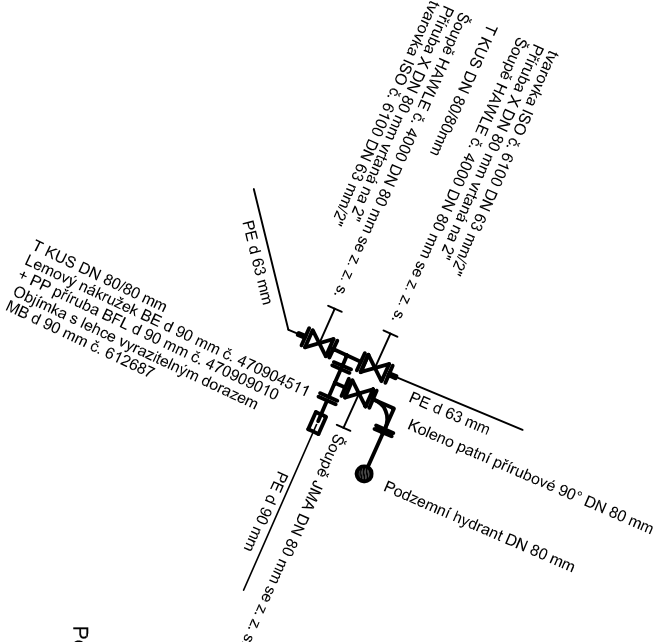 tvarovka ISO č. 6100 DN 63 mm/2"
Příruba X DN 80 mm vrtaná na 2"
Šoupě HAWLE č. 4000 DN 80 mm se z. z. s.
T KUS DN 80/80mm
Šoupě HAWLE č. 4000 DN 80 mm se z. z. s.
Příruba X DN 80 mm vrtaná na 2"
tvarovka ISO č. 6100 DN 63 mm/2"
PE d 63 mm
T KUS DN 80/80 mm
Lemový nákružek BE d 90 mm č. 470904511
+ PP příruba BFL d 90 mm č. 470909010
Objímka s lehce vyrazitelným dorazem
MB d 90 mm č. 612687
PE d 63 mm
Koleno patní přírubové 90° DN 80 mm
Podzemní hydrant DN 80 mm
Šoupě JMA DN 80 mm se z. z. s
PE d 90 mm